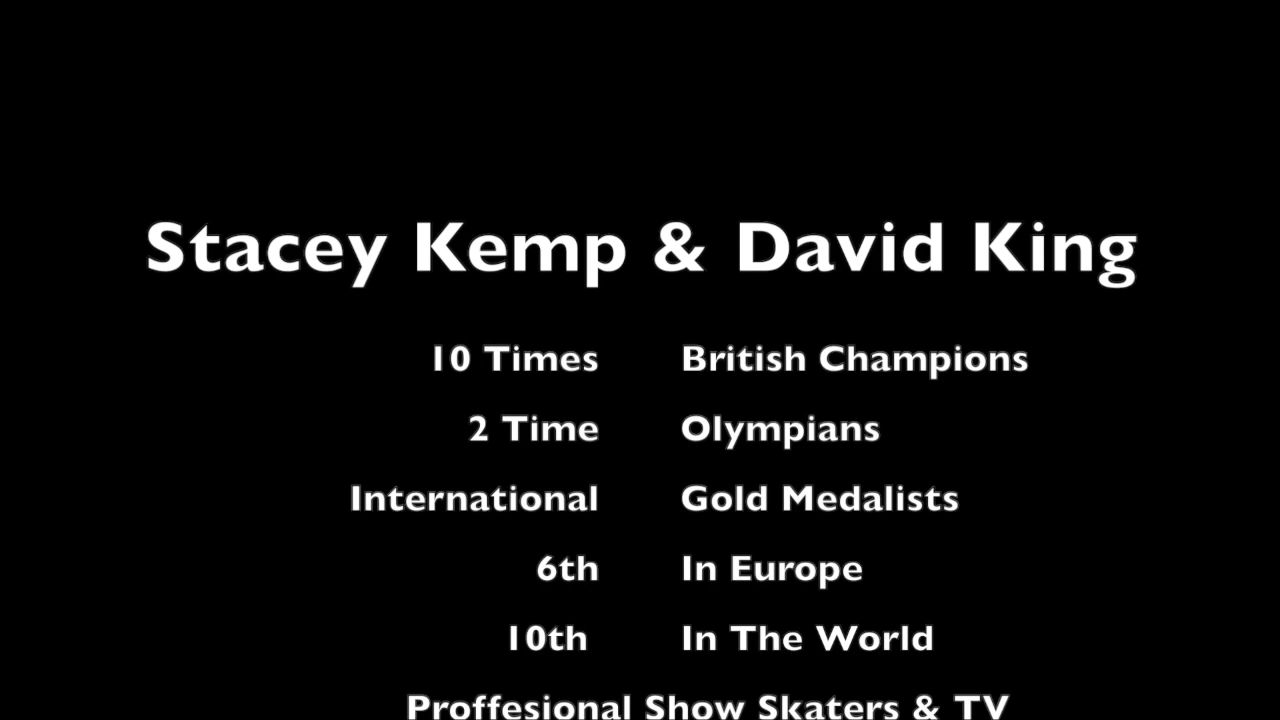 Stacey Kemp & David King
10 Times British Champions
2 Time Olympians
International Gold Medalists
6th In Europe
10th In The World
Proffesional Show Skaters & TV